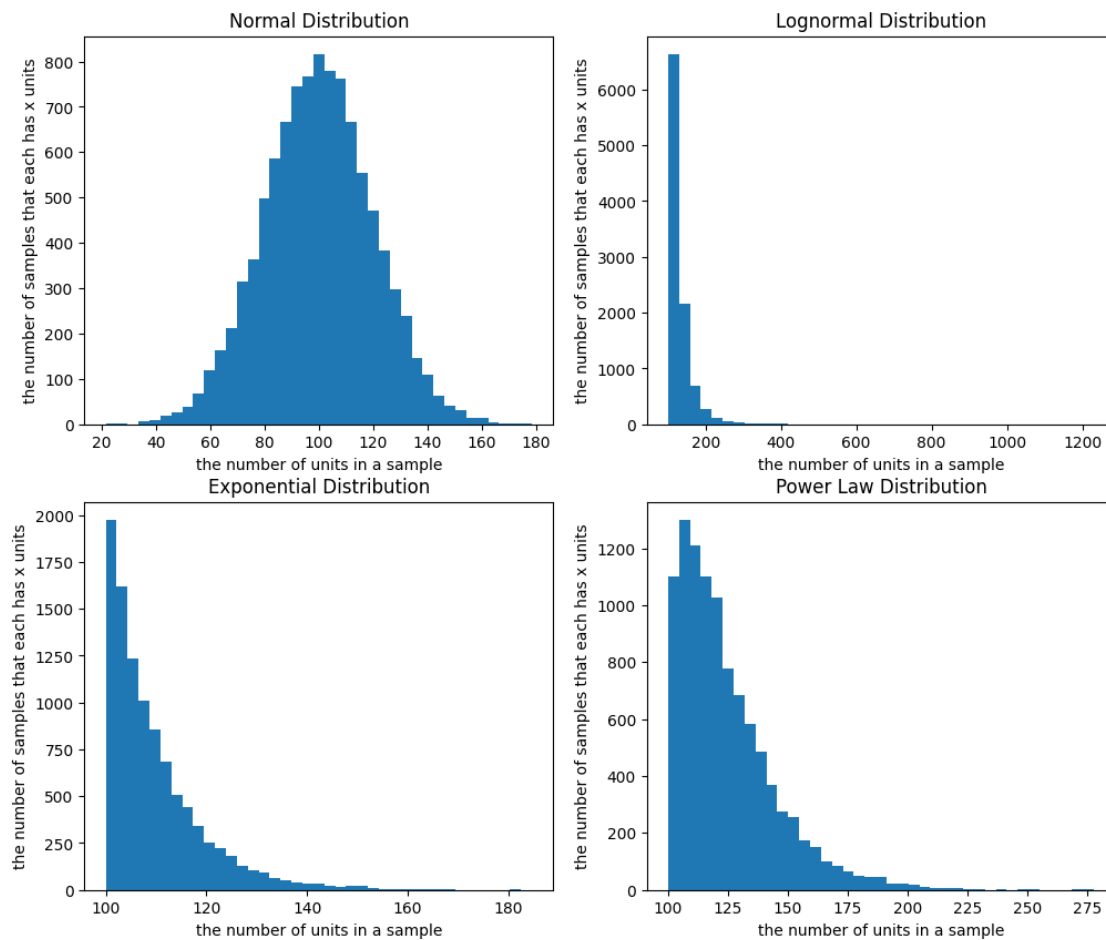 Normal Distribution
the number of samples that each has x units
800
700
600
500
400
300
200
100
0
20 40 60 80 100 120 140 160 180
the number of units in a sample
Lognormal Distribution
the number of samples that each has x units
6000
5000
4000
3000
2000
1000
0
200 400 600 800 1000 1200
the number of units in a sample
Exponential Distribution
the number of samples that each has x units
2000
1750
1500
1250
1000
750
500
250
0
100 120 140 160 180
the number of units in a sample
Power Law Distribution
the number of samples that each has x units
1200
1000
800
600
400
200
0
100 125 150 175 200 225 250 275
the number of units in a sample